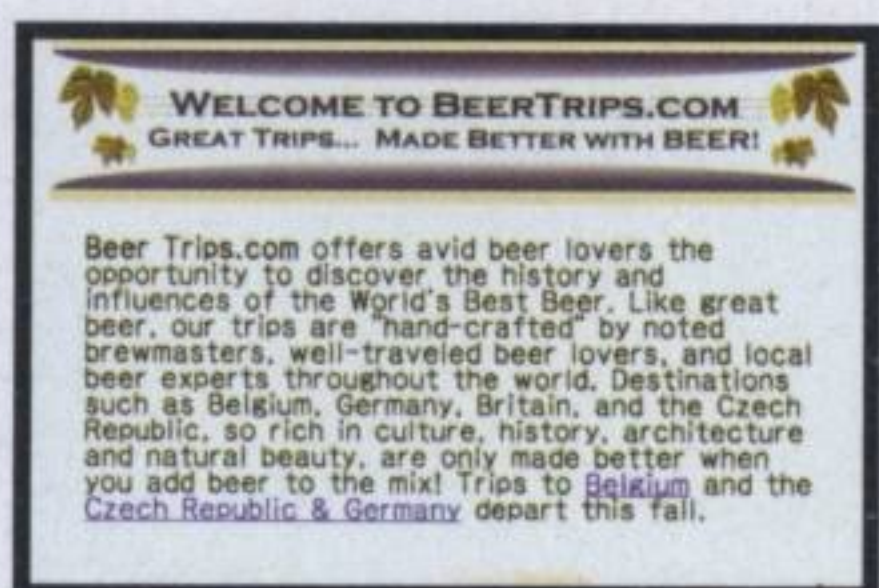 WELCOME TO BEERTRIPS.COM
GREAT TRIPS... MADE BETTER WITH BEER!
Beer Trips.com offers avid beer lovers the
opportunity to discover the history and
influences of the World's Best Beer. Like great
beer, our trips are "hand-crafted" by noted
brewmasters, well-traveled beer lovers, and local
beer experts throughout the world. Destinations
such as Belgium, Germany, Britain, and the Czech
Republic, so rich in culture, history, architecture
and natural beauty, are only made better when
you add beer to the mix! Trips to Belgium and the
Czech Republic & Germany depart this fall.